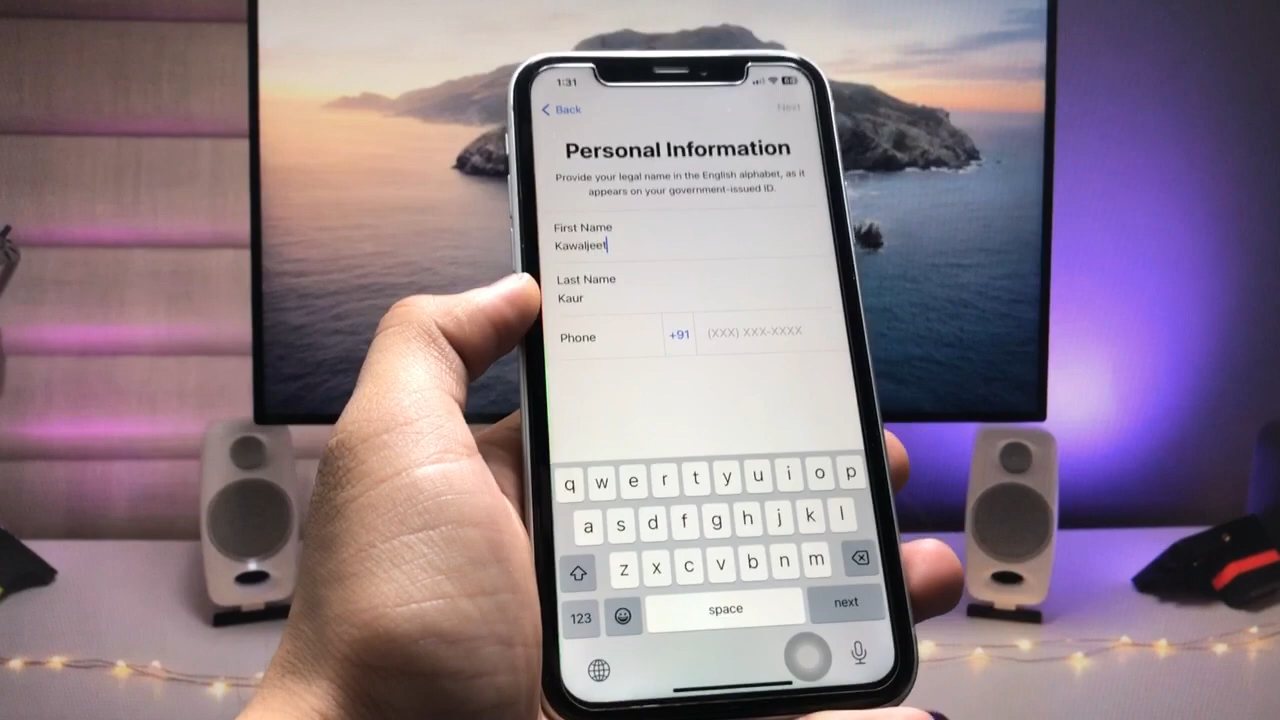 1:31
Back
Next
Personal Information
Provide your legal name in the English alphabet, as it
appears on your government-issued ID.
First Name
Kawaljeet
Last Name
Kaur
Phone +91 (XXX) XXX-XXXX
q w e r t y u i o p
a s d f g h j k l
z x c v b n m
123 space next